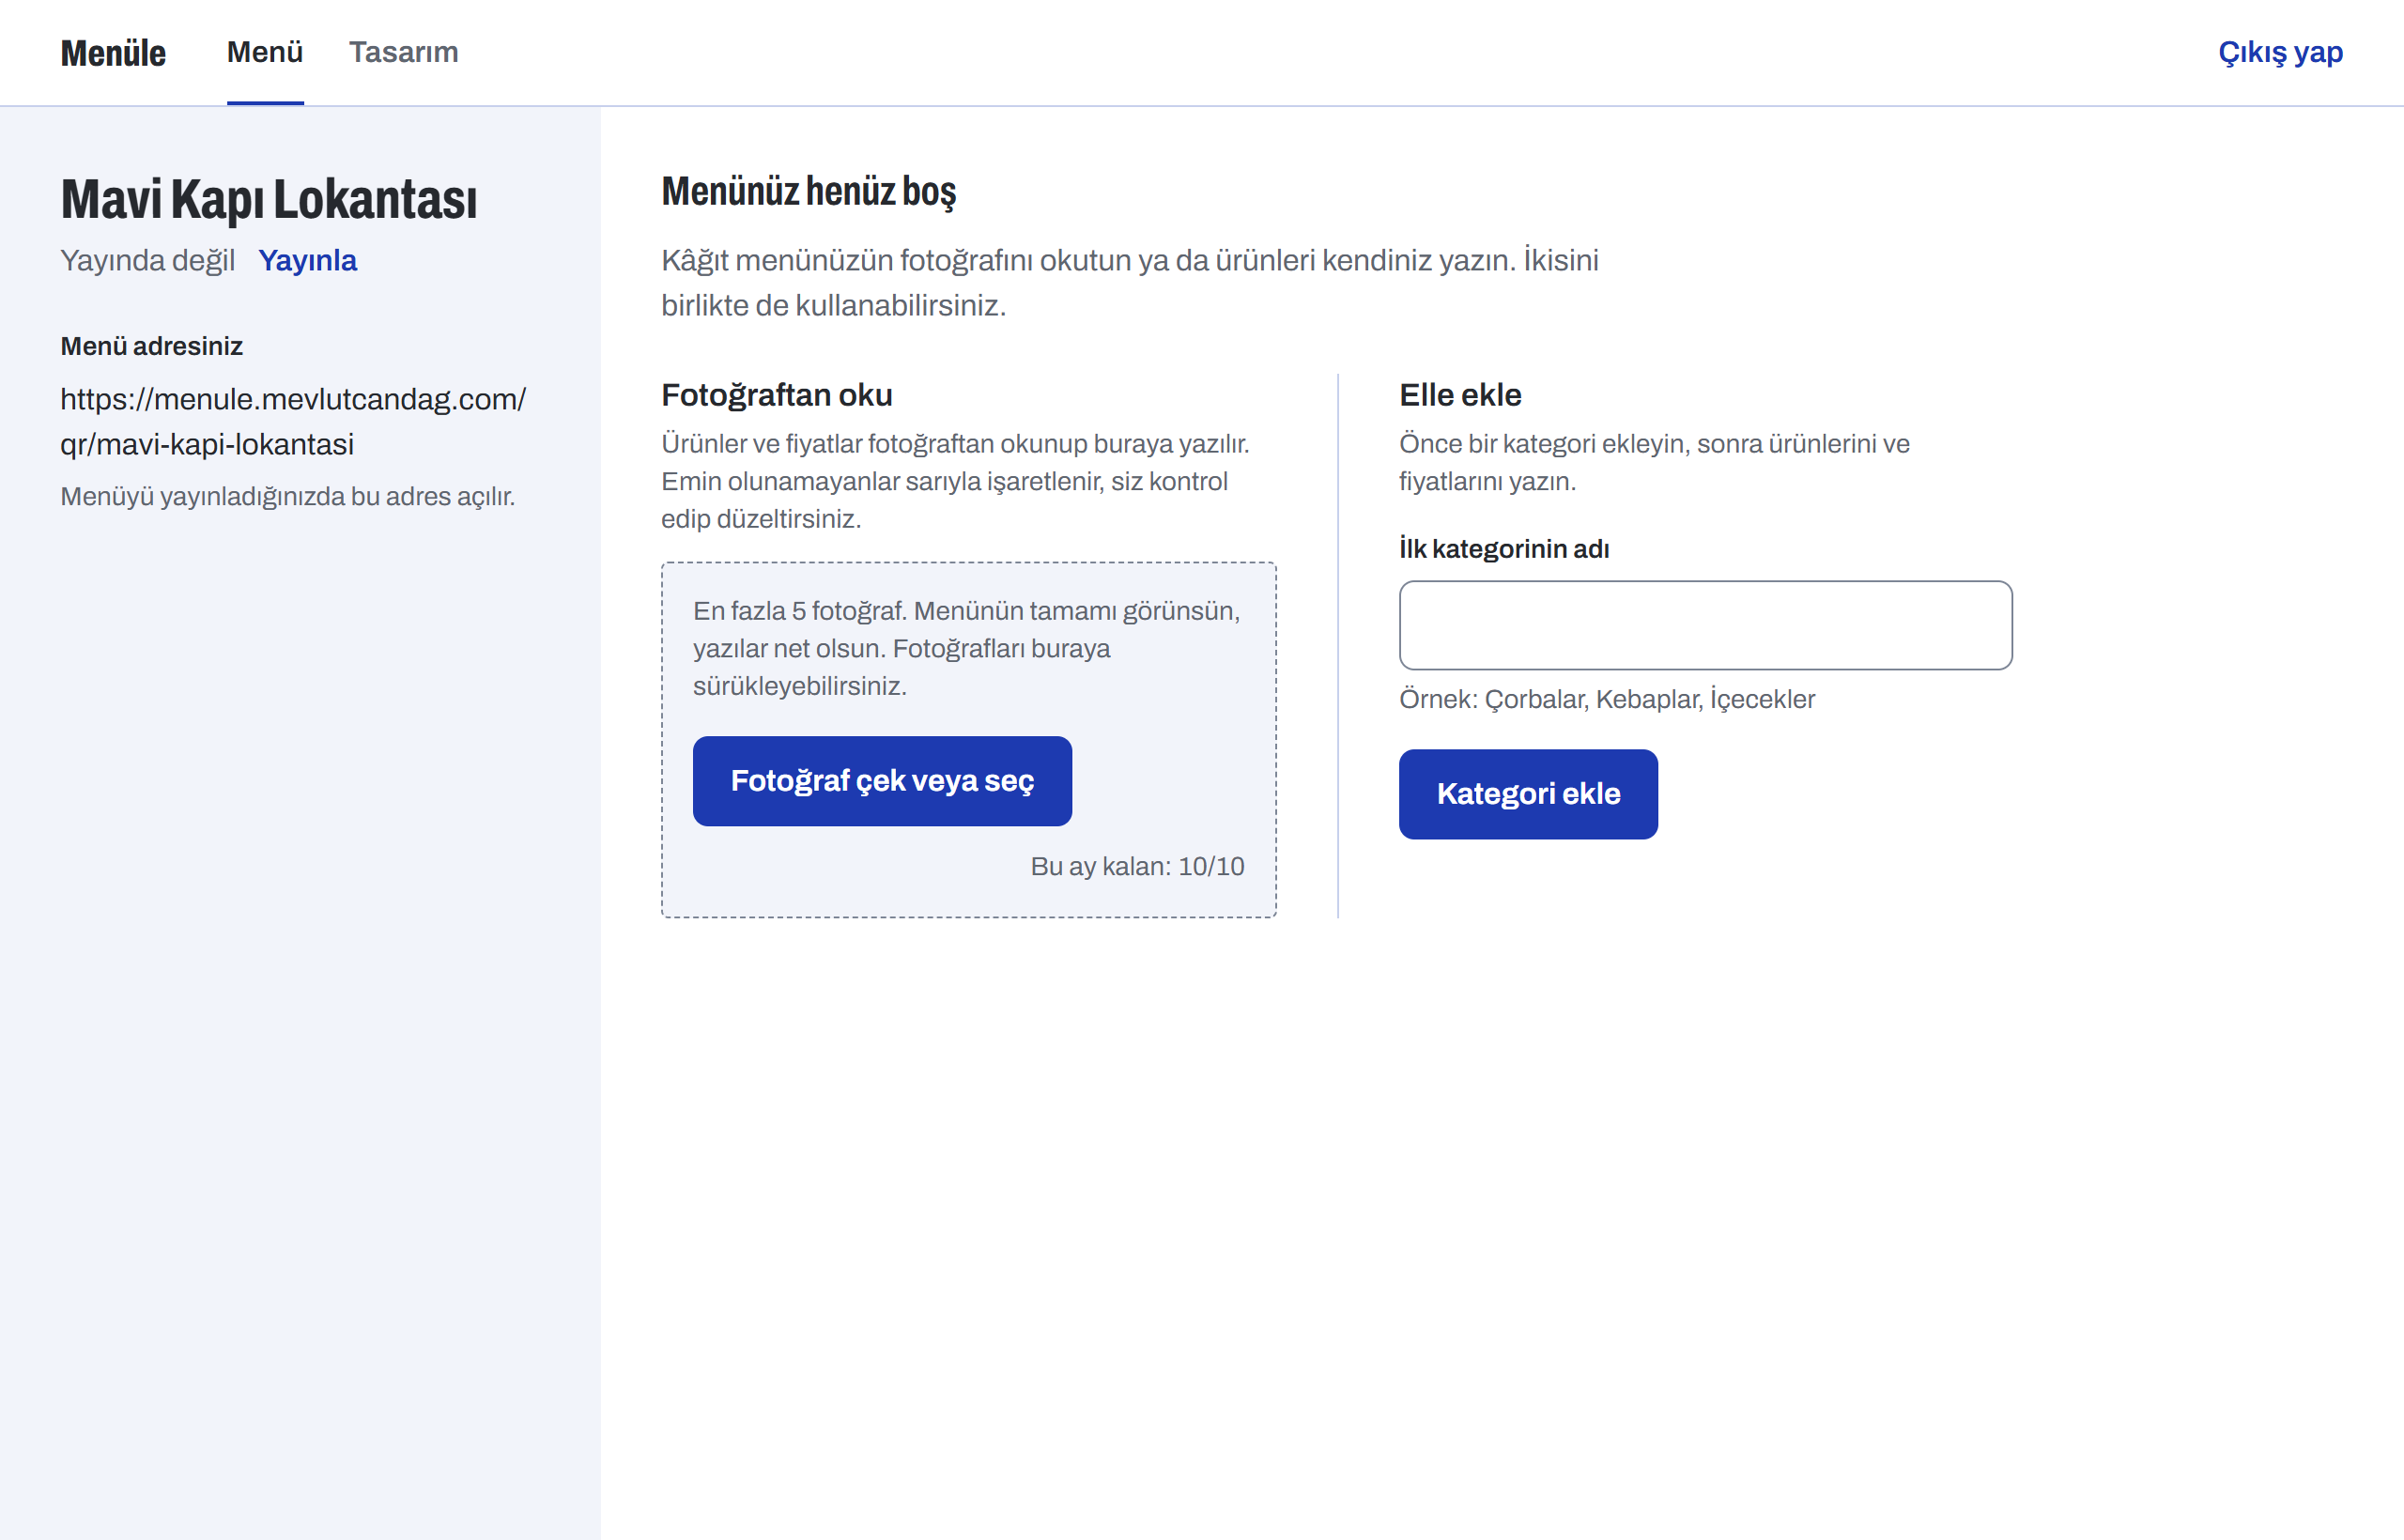 Menüle
Menü
Tasarım
Çıkış yap
Mavi Kapı Lokantası
Yayında değil Yayınla
Menü adresiniz
https://menule.mevlutcandag.com/
qr/mavi-kapi-lokantasi
Menüyü yayınladığınızda bu adres açılır.
Menünüz henüz boş
Kâğıt menünüzün fotoğrafını okutun ya da ürünleri kendiniz yazın. İkisini
birlikte de kullanabilirsiniz.
Fotoğraftan oku
Ürünler ve fiyatlar fotoğraftan okunup buraya yazılır.
Emin olunamayanlar sarıyla işaretlenir, siz kontrol
edip düzeltirsiniz.
En fazla 5 fotoğraf. Menünün tamamı görünsün,
yazılar net olsun. Fotoğrafları buraya
sürükleyebilirsiniz.
Fotoğraf çek veya seç
Bu ay kalan: 10/10
Elle ekle
Önce bir kategori ekleyin, sonra ürünlerini ve
fiyatlarını yazın.
İlk kategorinin adı
Örnek: Çorbalar, Kebaplar, İçecekler
Kategori ekle